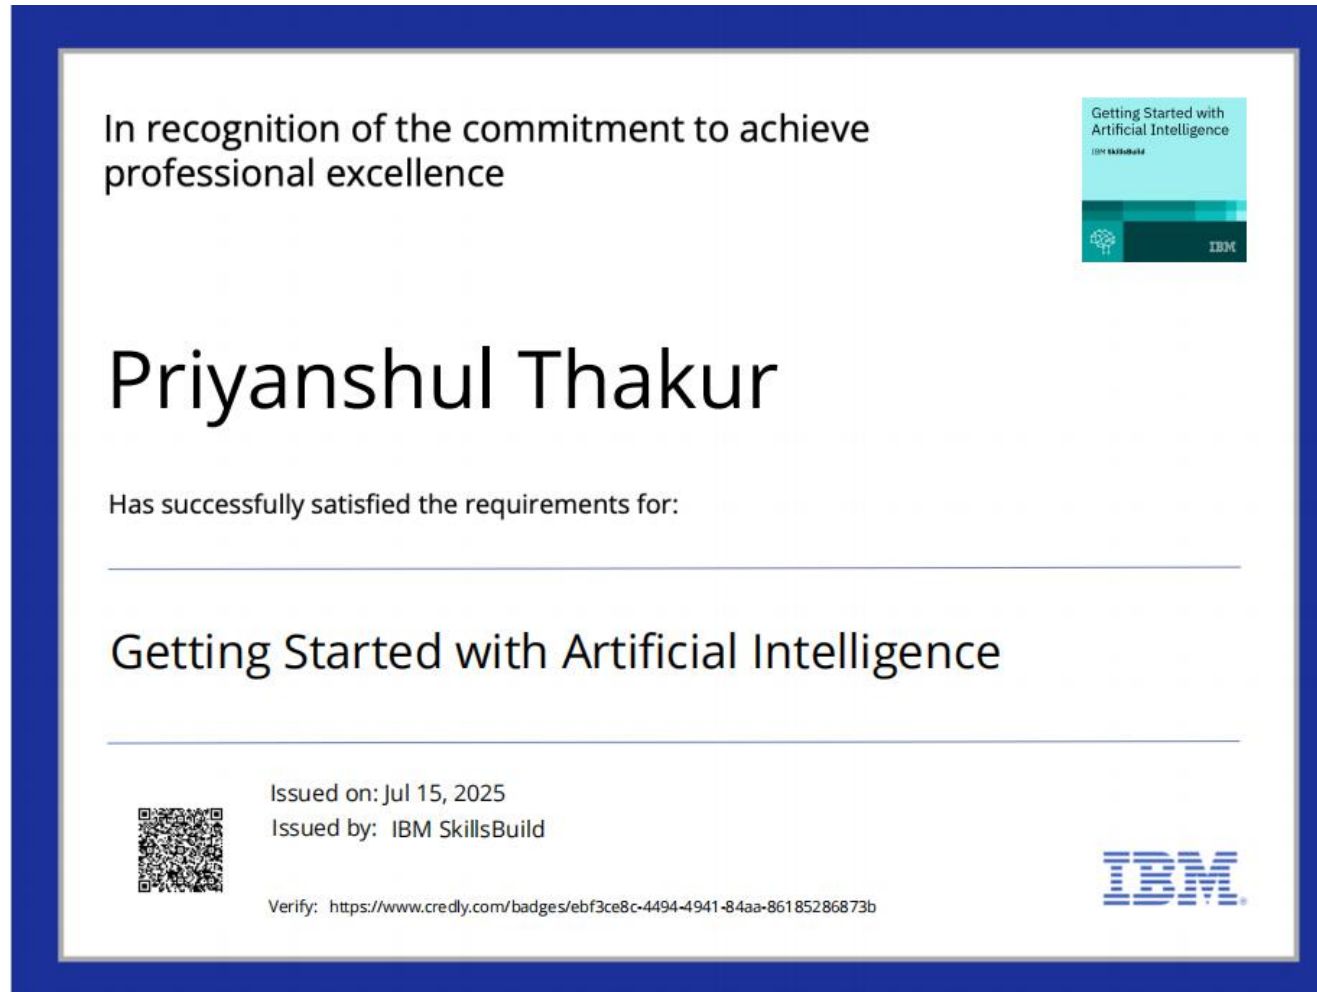 In recognition of the commitment to achieve
professional excellence
Getting Started with
Artificial Intelligence
IBM SkillsBuild
IBM
Priyanshul Thakur
Has successfully satisfied the requirements for:
Getting Started with Artificial Intelligence
Issued on: Jul 15, 2025
Issued by: IBM SkillsBuild
Verify: https://www.credly.com/badges/ebf3ce8c-4494-4941-84aa-86185286873b
IBM.